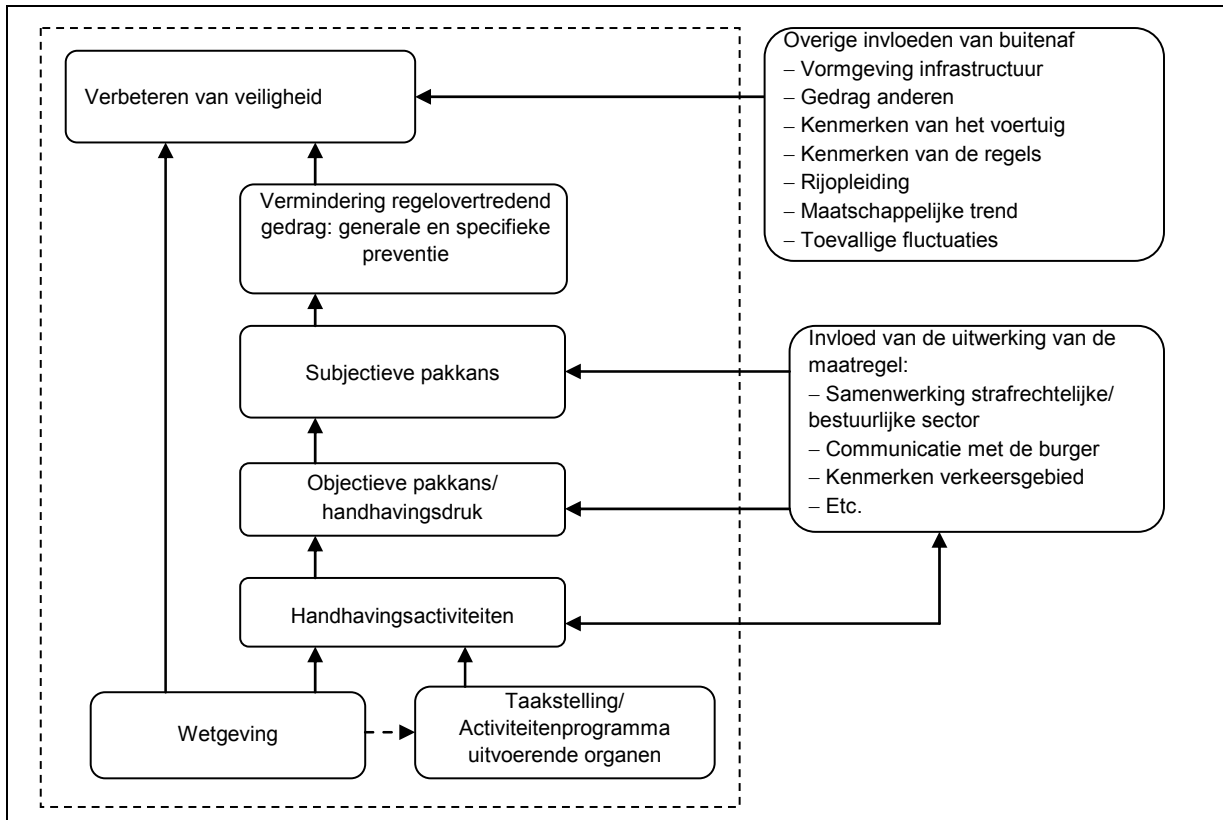 Verbeteren van veiligheid
Vermindering regelovertredend
gedrag: generale en specifieke
preventie
Subjectieve pakkans
Objectieve pakkans/
handhavingsdruk
Handhavingsactiviteiten
Wetgeving
Taakstelling/
Activiteitenprogramma
uitvoerende organen
Overige invloeden van buitenaf
– Vormgeving infrastructuur
– Gedrag anderen
– Kenmerken van het voertuig
– Kenmerken van de regels
– Rijopleiding
– Maatschappelijke trend
– Toevallige fluctuaties
Invloed van de uitwerking van de
maatregel:
– Samenwerking strafrechtelijke/
bestuurlijke sector
– Communicatie met de burger
– Kenmerken verkeersgebied
– Etc.